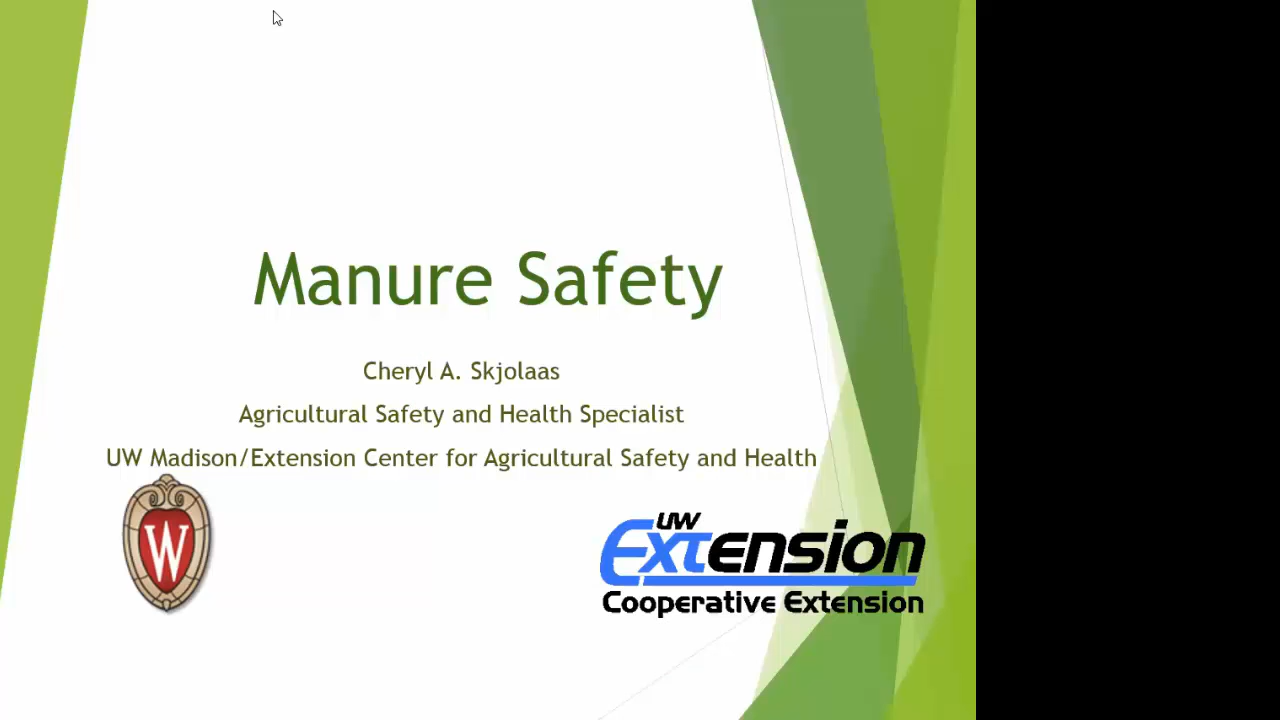 Manure Safety
Cheryl A. Skjolaas
Agricultural Safety and Health Specialist
UW Madison/Extension Center for Agricultural Safety and Health
W
UW
Extension
Cooperative Extension